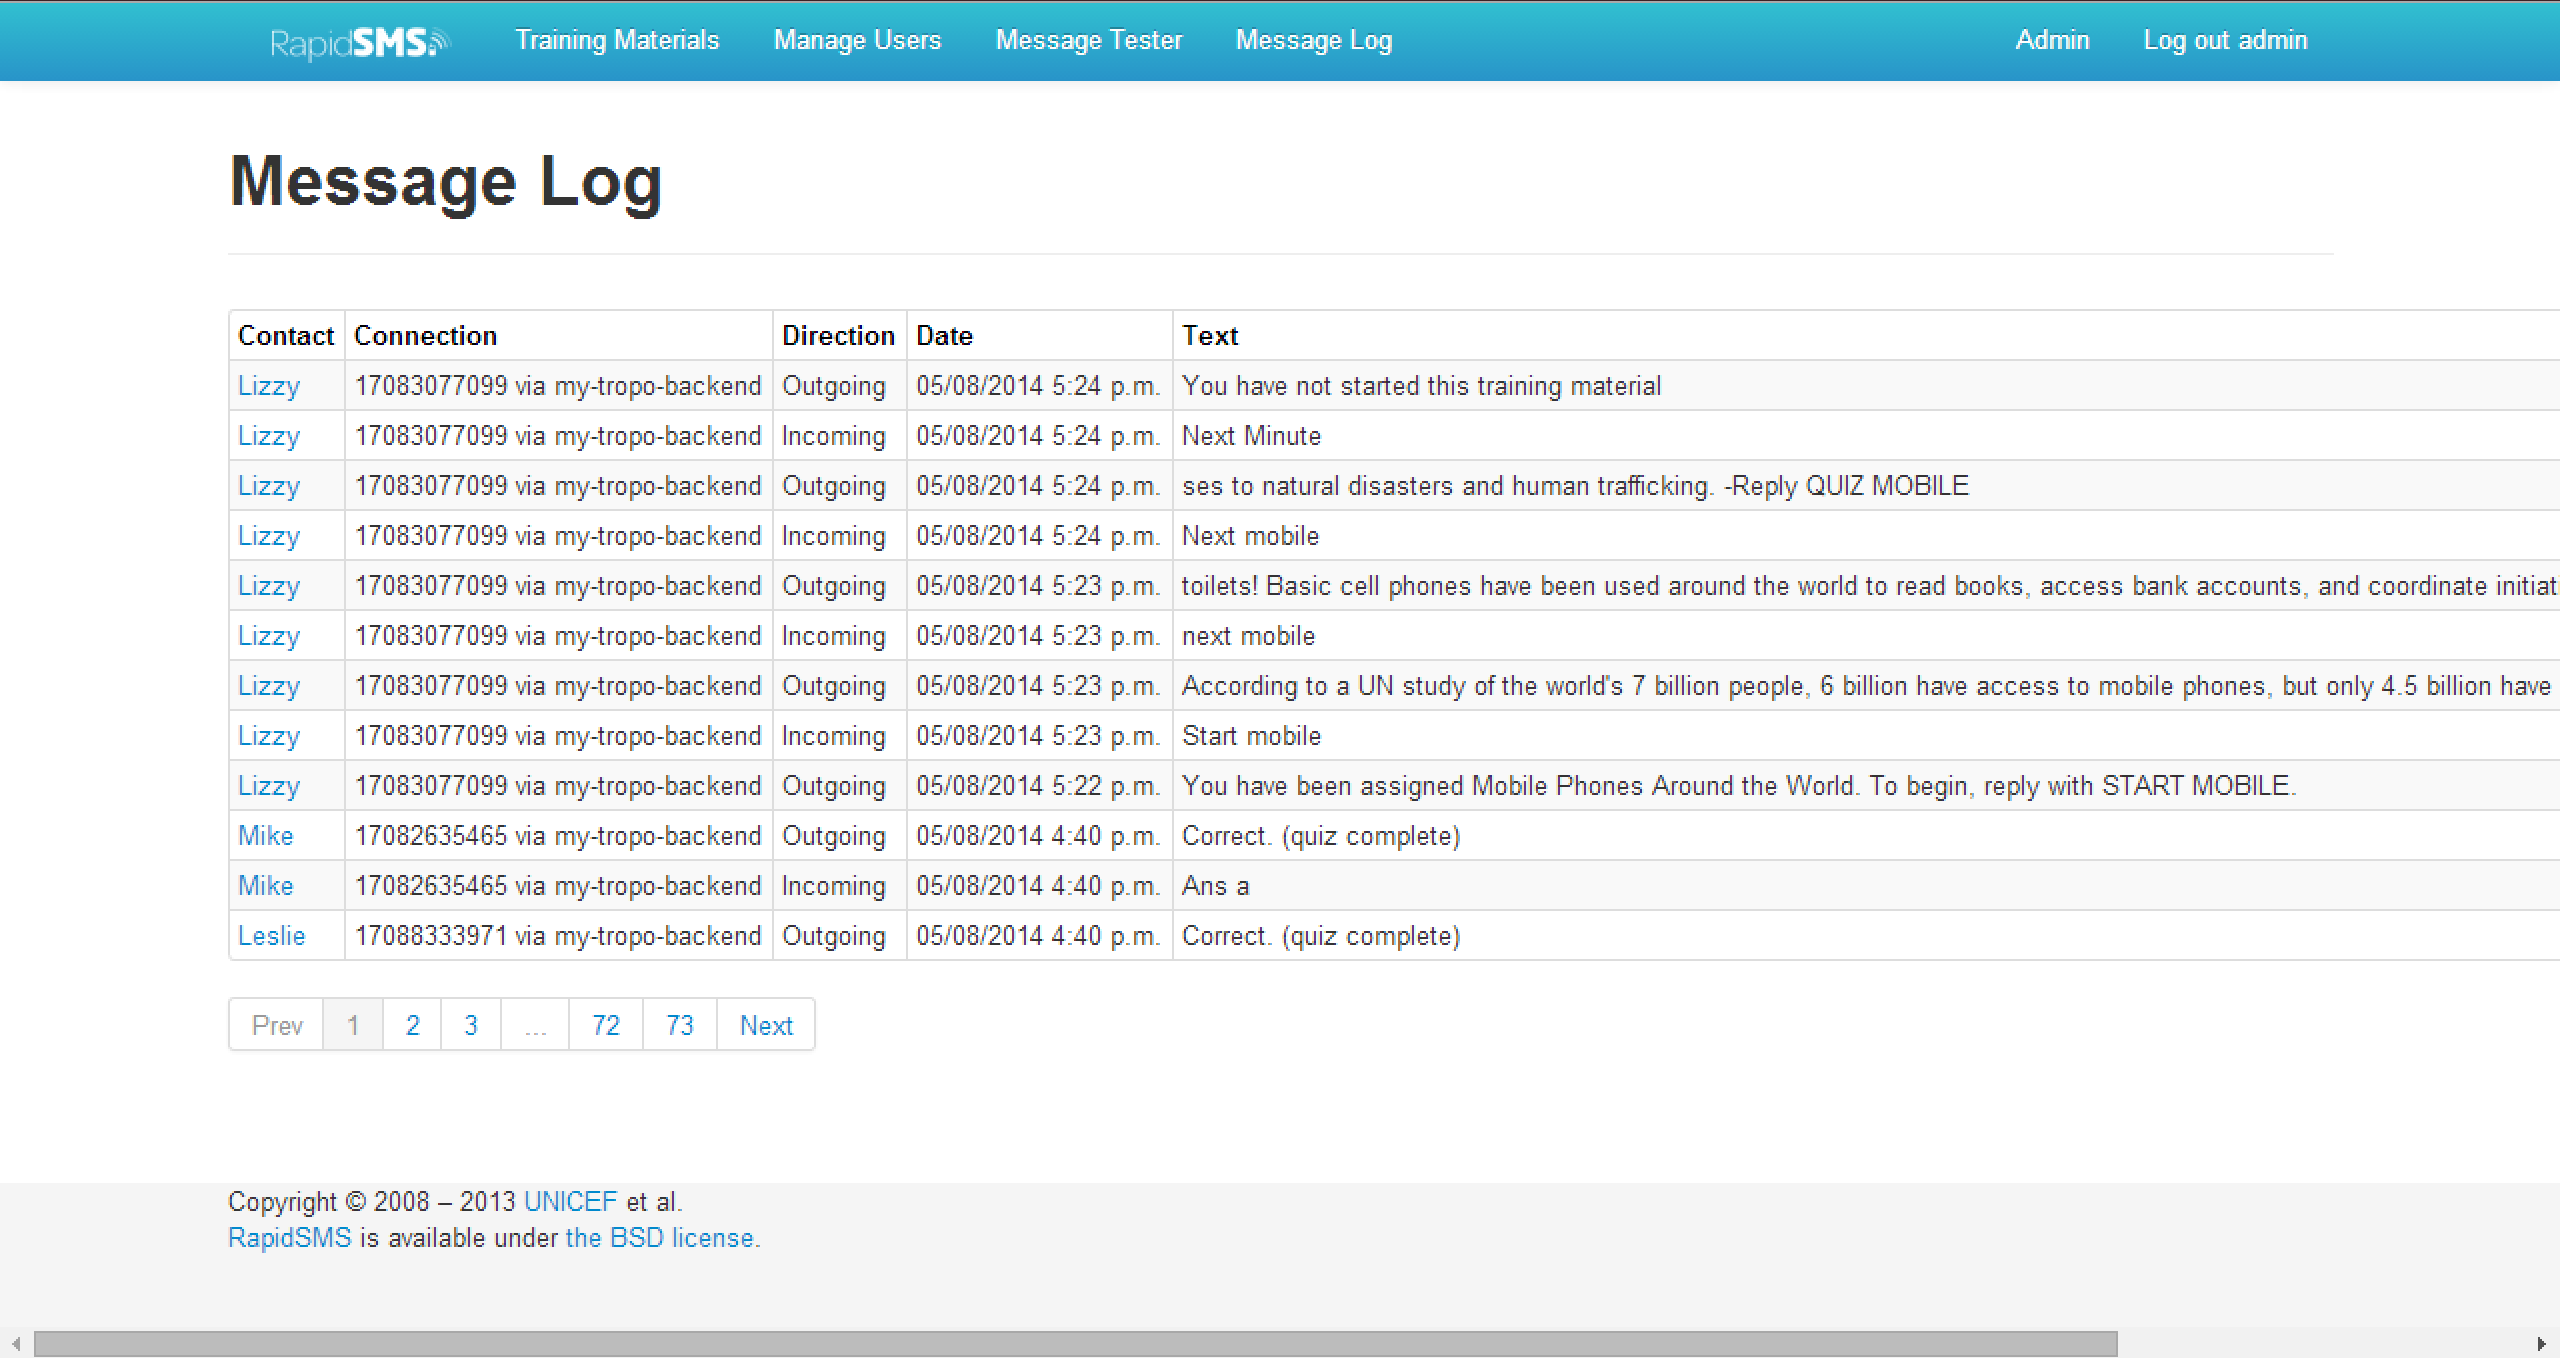 RapidSMS Training Materials Manage Users Message Tester Message Log Admin Log out admin
Message Log
Contact Connection Direction Date Text
Lizzy 17083077099 via my-tropo-backend Outgoing 05/08/2014 5:24 p.m. You have not started this training material
Lizzy 17083077099 via my-tropo-backend Incoming 05/08/2014 5:24 p.m. Next Minute
Lizzy 17083077099 via my-tropo-backend Outgoing 05/08/2014 5:24 p.m. ses to natural disasters and human trafficking. -Reply QUIZ MOBILE
Lizzy 17083077099 via my-tropo-backend Incoming 05/08/2014 5:24 p.m. Next mobile
Lizzy 17083077099 via my-tropo-backend Outgoing 05/08/2014 5:23 p.m. toilets! Basic cell phones have been used around the world to read books, access bank accounts, and coordinate
Lizzy 17083077099 via my-tropo-backend Incoming 05/08/2014 5:23 p.m. next mobile
Lizzy 17083077099 via my-tropo-backend Outgoing 05/08/2014 5:23 p.m. According to a UN study of the world's 7 billion people, 6 billion have access to mobile phones, but only 4.5 billion have
Lizzy 17083077099 via my-tropo-backend Incoming 05/08/2014 5:23 p.m. Start mobile
Lizzy 17083077099 via my-tropo-backend Outgoing 05/08/2014 5:22 p.m. You have been assigned Mobile Phones Around the World. To begin, reply with START MOBILE.
Mike 17082635465 via my-tropo-backend Outgoing 05/08/2014 4:40 p.m. Correct. (quiz complete)
Mike 17082635465 via my-tropo-backend Incoming 05/08/2014 4:40 p.m. Ans a
Leslie 17088333971 via my-tropo-backend Outgoing 05/08/2014 4:40 p.m. Correct. (quiz complete)
Prev 1 2 3 ... 72 73 Next
Copyright © 2008 – 2013 UNICEF et al.
RapidSMS is available under the BSD license.